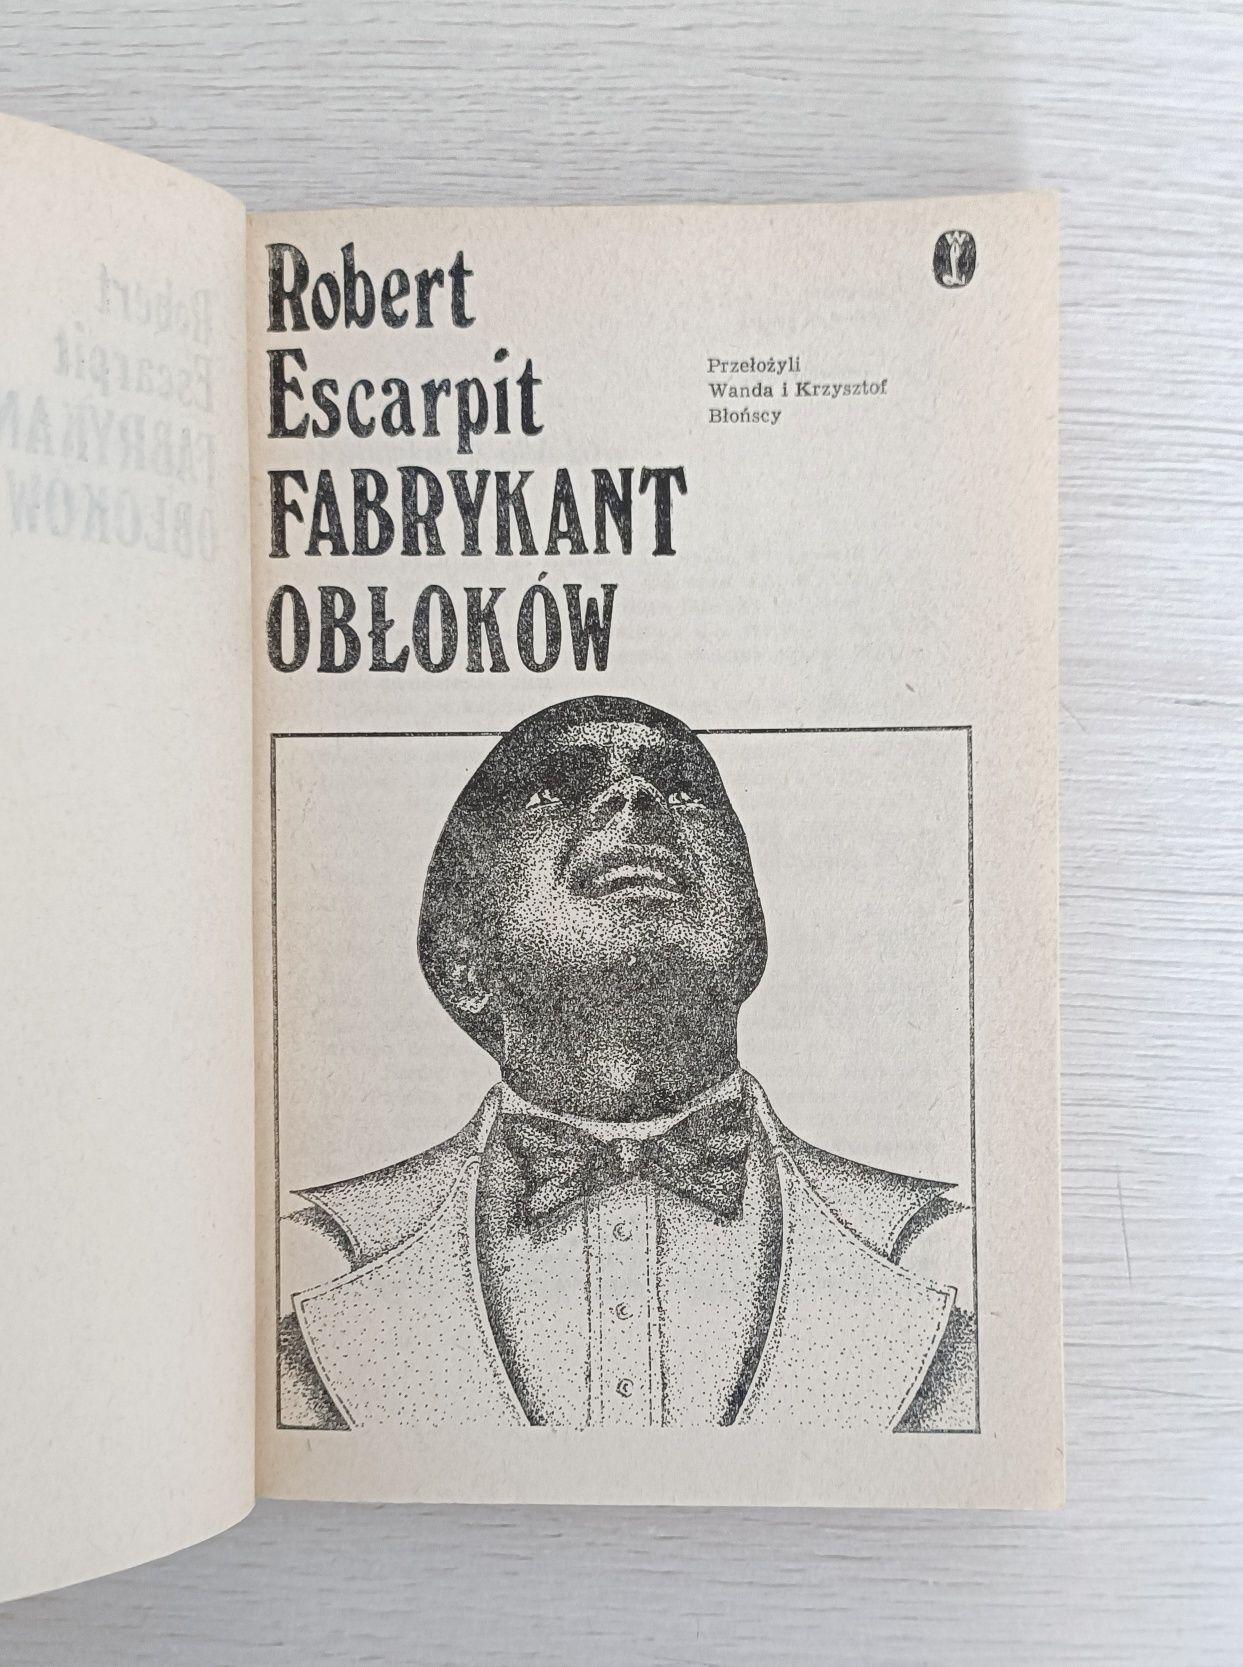 Robert
Escarpit
FABRYKANT
OBŁOKÓW
Przełożyli
Wanda i Krzysztof
Błońscy